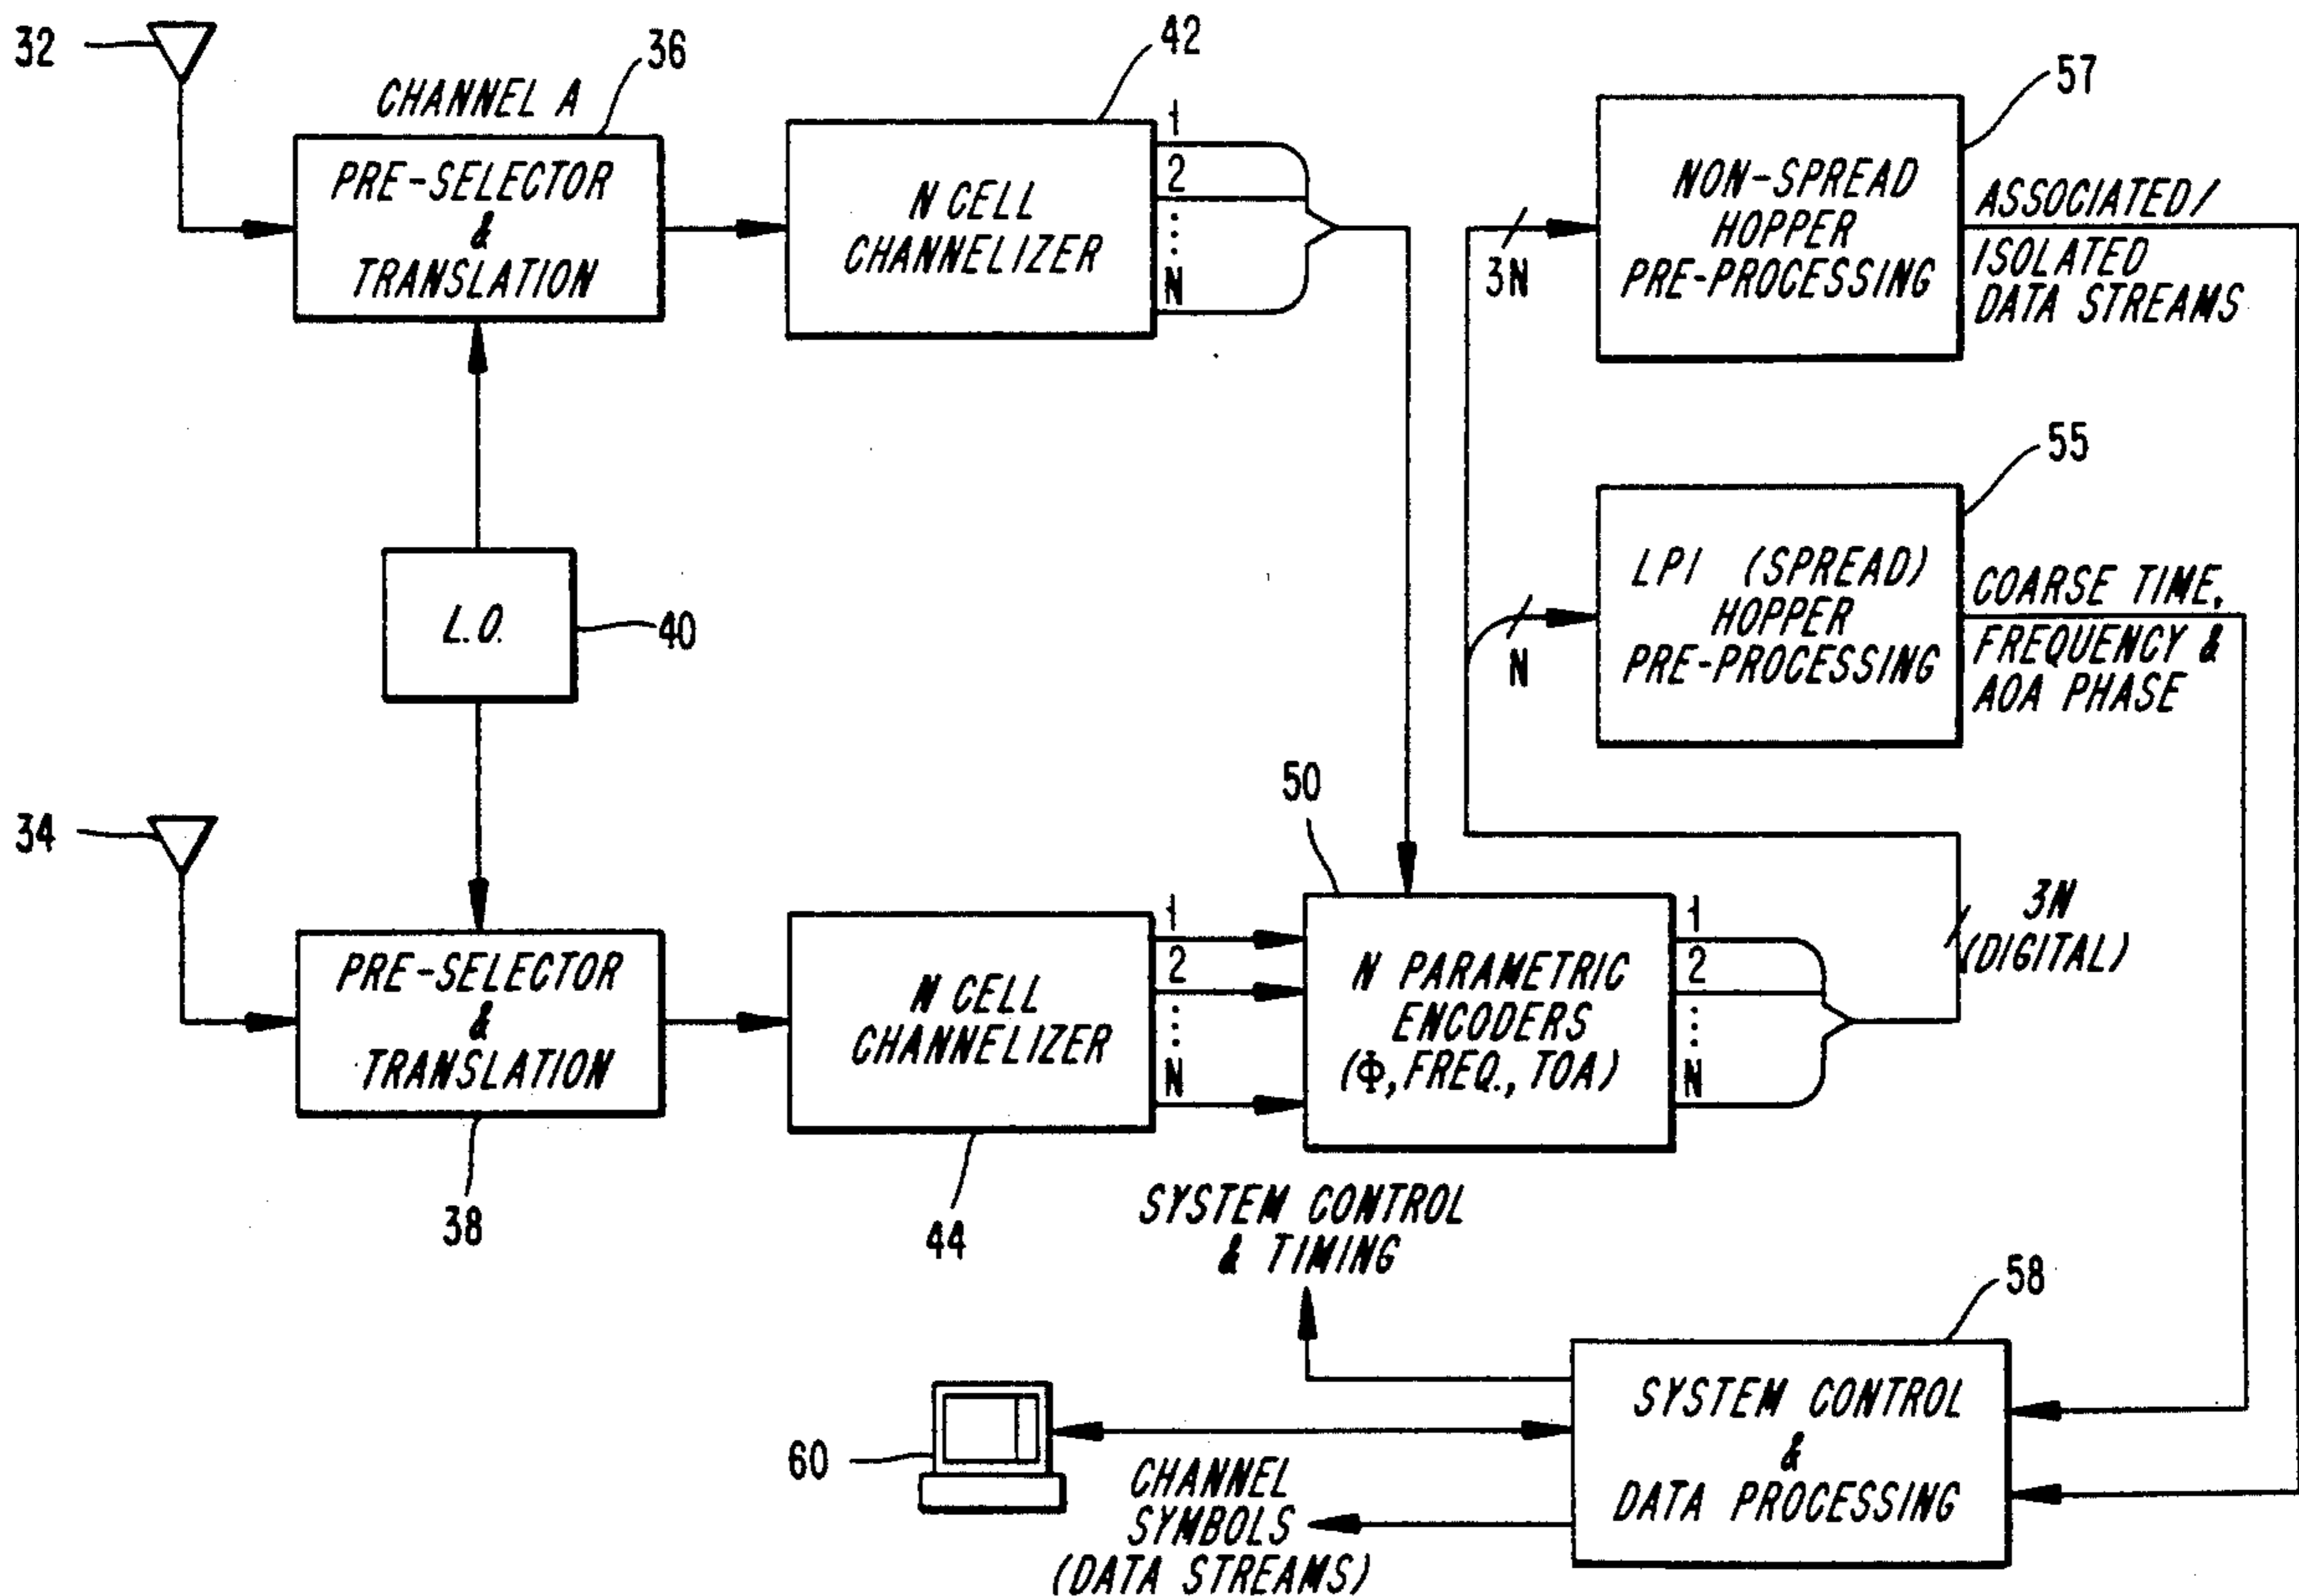 32
CHANNEL A
36
PRE-SELECTOR
&
TRANSLATION
42
N CELL
CHANNELIZER
1
2
N
57
NON-SPREAD
HOPPER
PRE-PROCESSING
3N
ASSOCIATED/
ISOLATED
DATA STREAMS
L.O.
40
55
LPI (SPREAD)
HOPPER
PRE-PROCESSING
N
COARSE TIME,
FREQUENCY &
AOA PHASE
34
PRE-SELECTOR
&
TRANSLATION
38
N CELL
CHANNELIZER
44
1
2
N
50
N PARAMETRIC
ENCODERS
(Φ, FREQ., TOA)
1
2
N
3N
(DIGITAL)
SYSTEM CONTROL
& TIMING
58
SYSTEM CONTROL
&
DATA PROCESSING
60
CHANNEL
SYMBOLS
(DATA STREAMS)